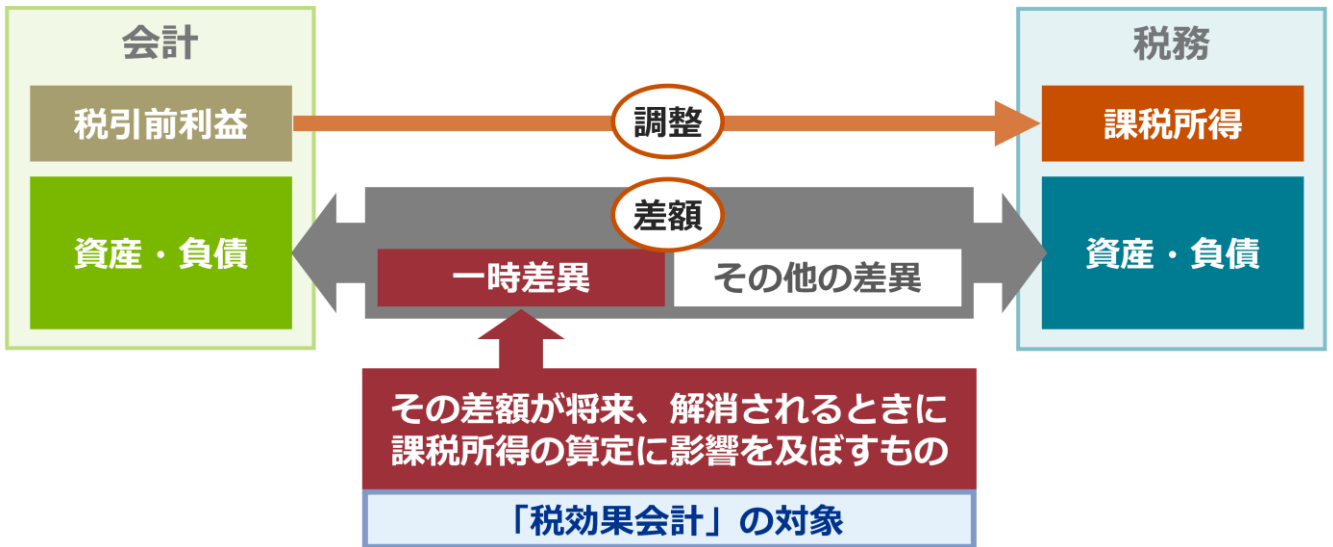 会計
税務
税引前利益
調整
課税所得
差額
資産・負債
一時差異
その他の差異
資産・負債
その差額が将来、解消されるときに
課税所得の算定に影響を及ぼすもの
「税効果会計」の対象